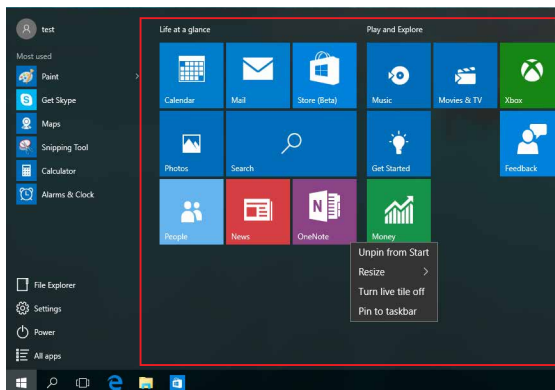 test
Most used
Paint
Get Skype
Maps
Snipping Tool
Calculator
Alarms & Clock
File Explorer
Settings
Power
All apps
Life at a glance
Play and Explore
Calendar
Mail
Store (Beta)
Music
Movies & TV
Xbox
Photos
Search
Get Started
Feedback
People
News
OneNote
Money
Unpin from Start
Resize
Turn live tile off
Pin to taskbar